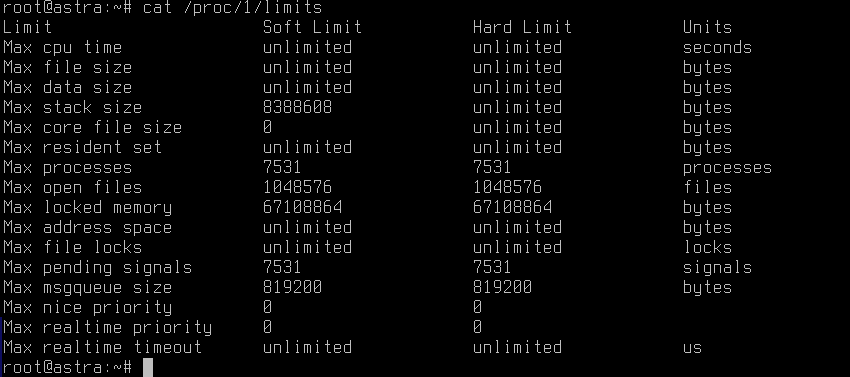 root@astra:~# cat /proc/1/limits
Limit                     Soft Limit           Hard Limit           Units
Max cpu time              unlimited            unlimited            seconds
Max file size             unlimited            unlimited            bytes
Max data size             unlimited            unlimited            bytes
Max stack size            8388608              unlimited            bytes
Max core file size        0                    unlimited            bytes
Max resident set          unlimited            unlimited            bytes
Max processes             7531                 7531                 processes
Max open files            1048576              1048576              files
Max locked memory         67108864             67108864             bytes
Max address space         unlimited            unlimited            bytes
Max file locks            unlimited            unlimited            locks
Max pending signals       7531                 7531                 signals
Max msgqueue size         819200               819200               bytes
Max nice priority         0                    0
Max realtime priority     0                    0
Max realtime timeout      unlimited            unlimited            us
root@astra:~#